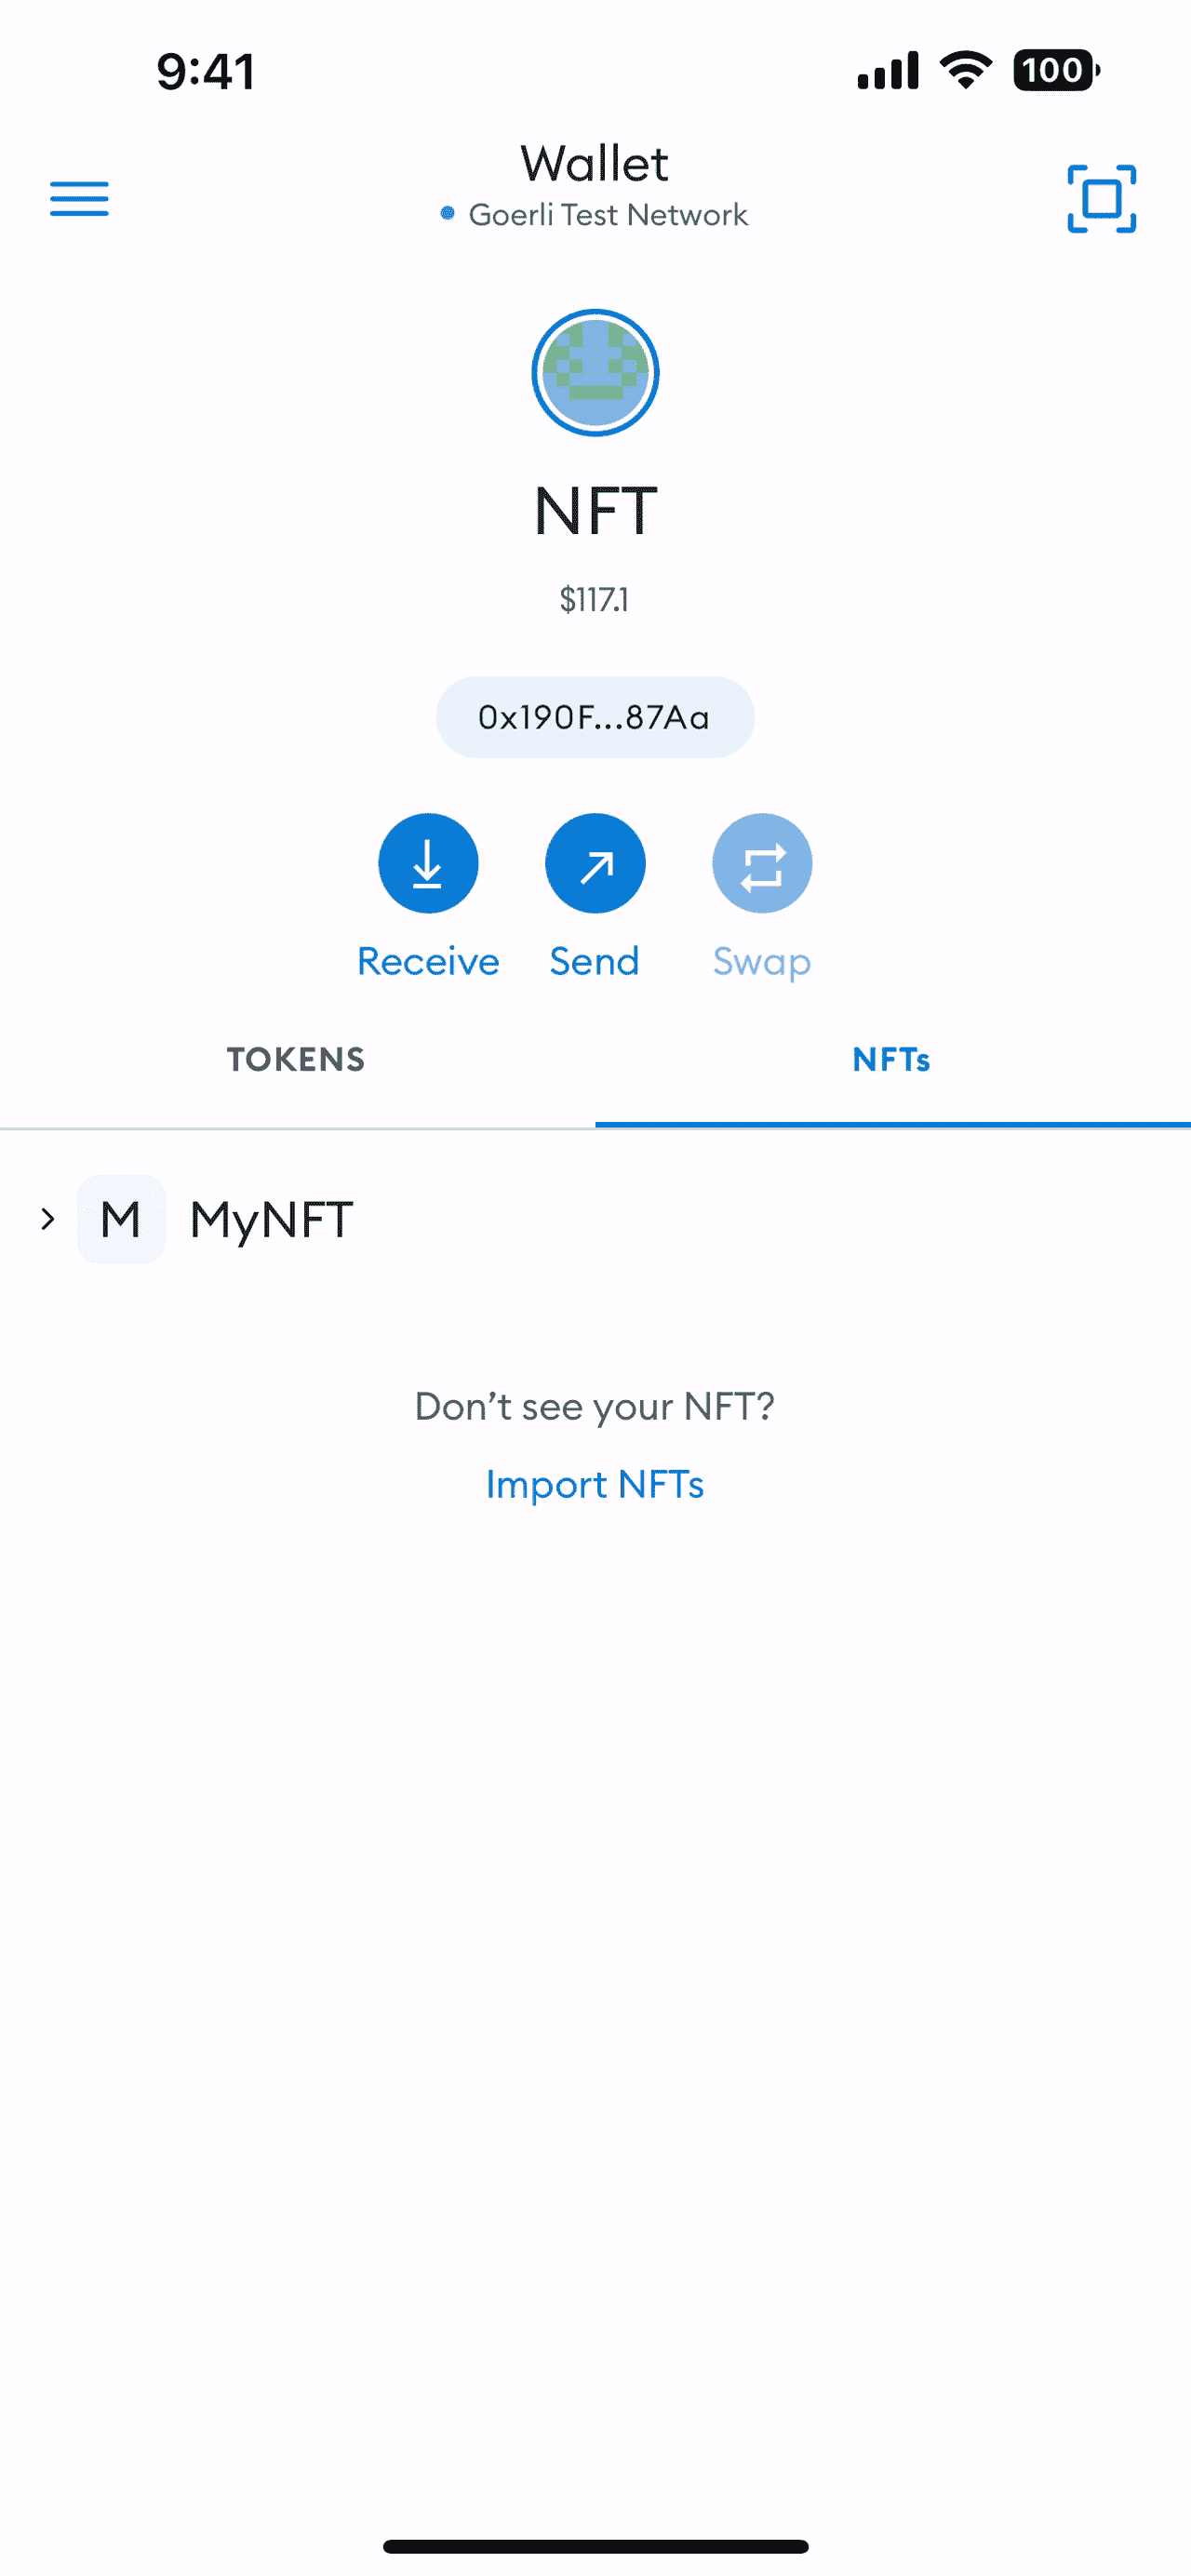 9:41
100
Wallet
Goerli Test Network
NFT
$117.1
0x190F...87Aa
Receive Send Swap
TOKENS NFTs
M MyNFT
Don’t see your NFT?
Import NFTs